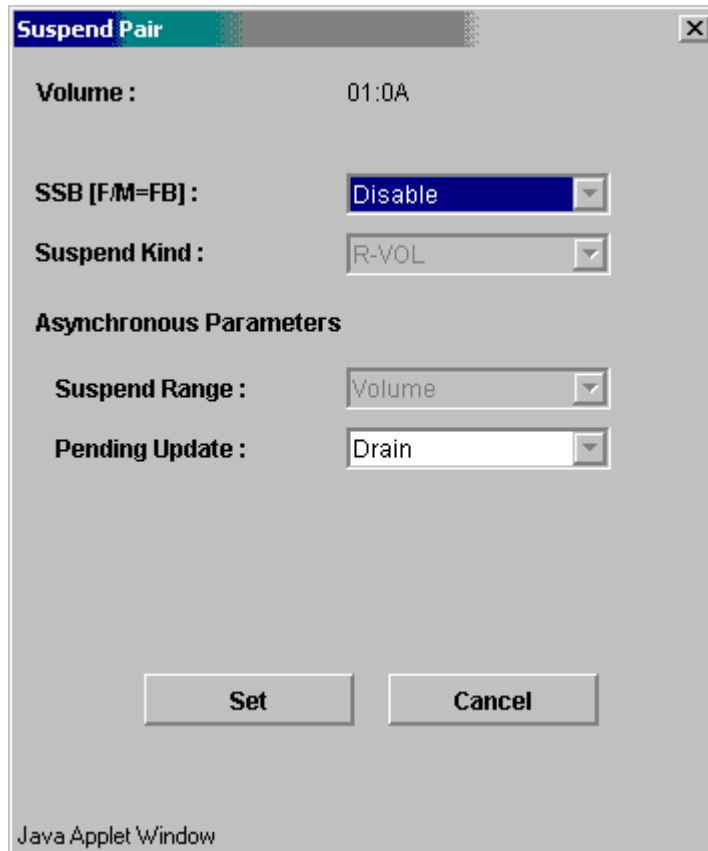 Suspend Pair
Volume : 01:0A
SSB [F/M=FB] : Disable
Suspend Kind : R-VOL
Asynchronous Parameters
Suspend Range : Volume
Pending Update : Drain
Set Cancel
Java Applet Window